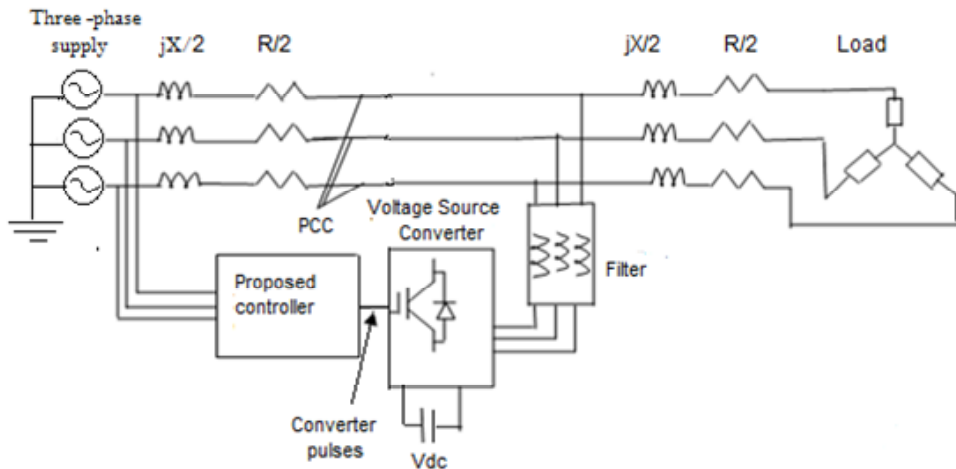 Three -phase
supply
jX/2
R/2
jX/2
R/2
Load
PCC
Voltage Source
Converter
Filter
Proposed
controller
Converter
pulses
Vdc